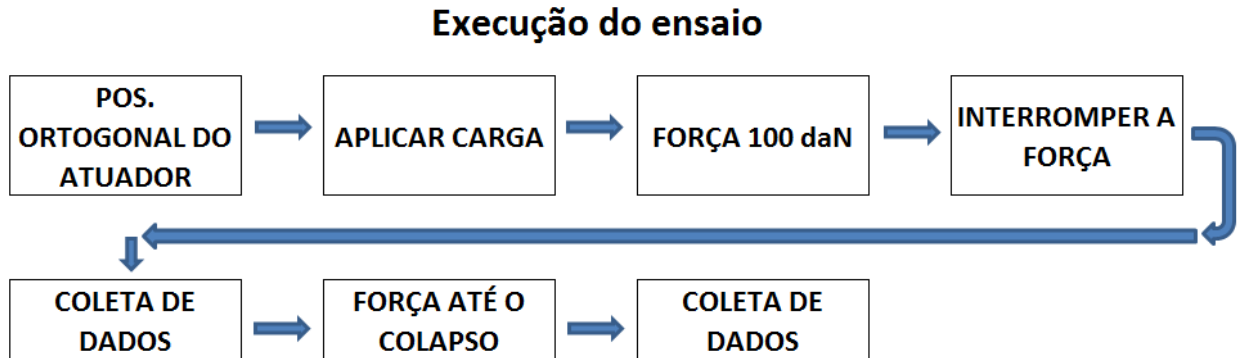 Execução do ensaio
POS.
ORTOGONAL DO
ATUADOR
APLICAR CARGA
FORÇA 100 daN
INTERROMPER A
FORÇA
COLETA DE
DADOS
FORÇA ATÉ O
COLAPSO
COLETA DE
DADOS